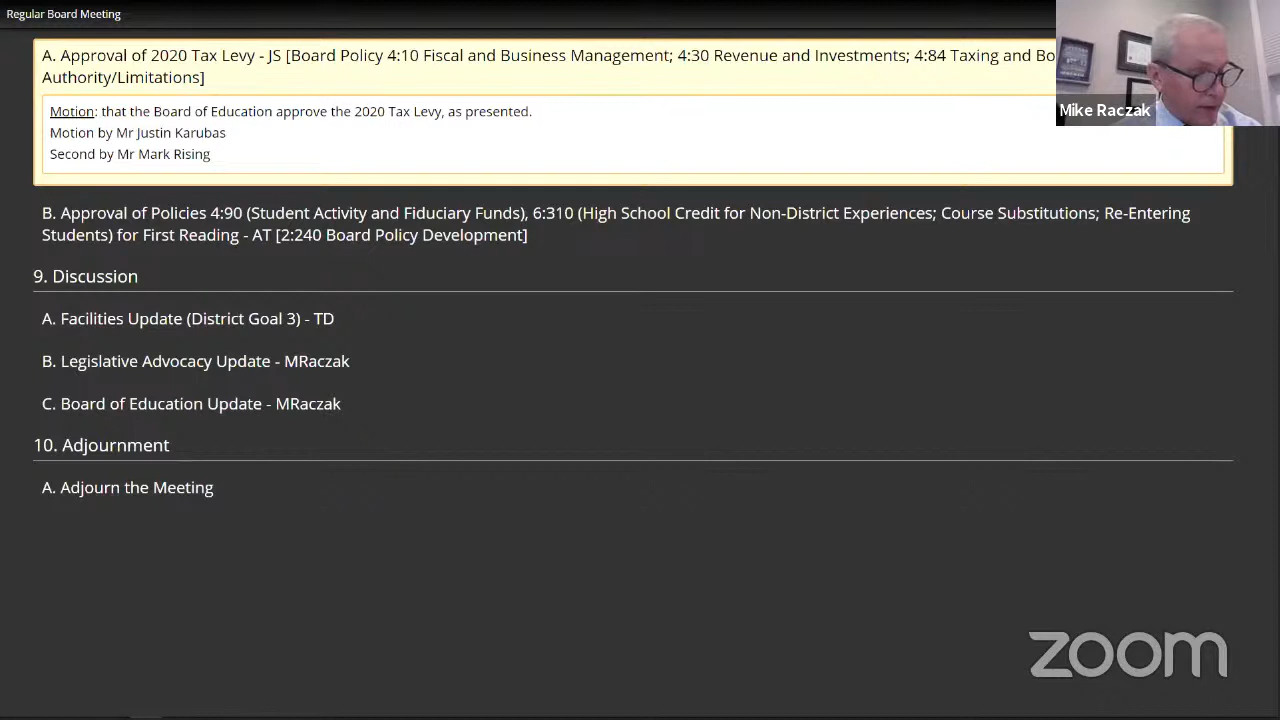 Regular Board Meeting
A. Approval of 2020 Tax Levy - JS [Board Policy 4:10 Fiscal and Business Management; 4:30 Revenue and Investments; 4:84 Taxing and
Authority/Limitations]
Motion: that the Board of Education approve the 2020 Tax Levy, as presented.
Motion by Mr Justin Karubas
Second by Mr Mark Rising
Mike Raczak
B. Approval of Policies 4:90 (Student Activity and Fiduciary Funds), 6:310 (High School Credit for Non-District Experiences; Course Substitutions; Re-Entering
Students) for First Reading - AT [2:240 Board Policy Development]
9. Discussion
A. Facilities Update (District Goal 3) - TD
B. Legislative Advocacy Update - MRaczak
C. Board of Education Update - MRaczak
10. Adjournment
A. Adjourn the Meeting
zoom